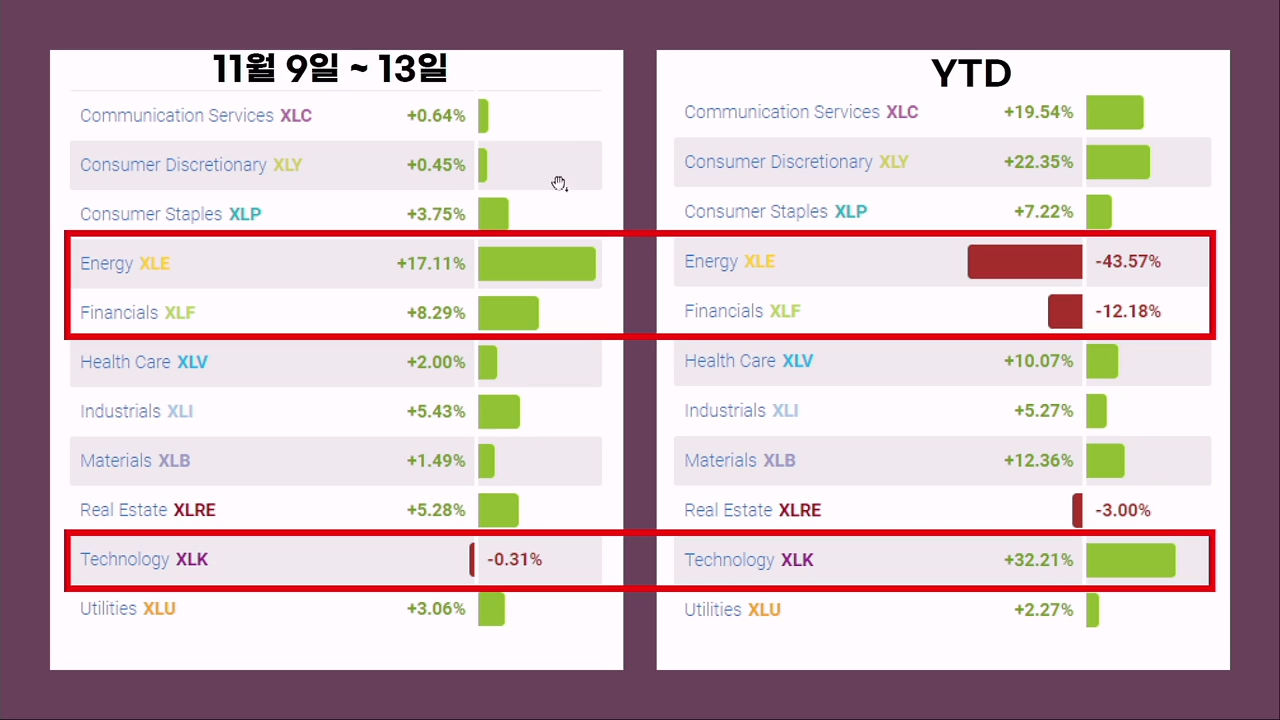 11월 9일 ~ 13일
Communication Services XLC +0.64%
Consumer Discretionary XLY +0.45%
Consumer Staples XLP +3.75%
Energy XLE +17.11%
Financials XLF +8.29%
Health Care XLV +2.00%
Industrials XLI +5.43%
Materials XLB +1.49%
Real Estate XLRE +5.28%
Technology XLK -0.31%
Utilities XLU +3.06%
YTD
Communication Services XLC +19.54%
Consumer Discretionary XLY +22.35%
Consumer Staples XLP +7.22%
Energy XLE -43.57%
Financials XLF -12.18%
Health Care XLV +10.07%
Industrials XLI +5.27%
Materials XLB +12.36%
Real Estate XLRE -3.00%
Technology XLK +32.21%
Utilities XLU +2.27%